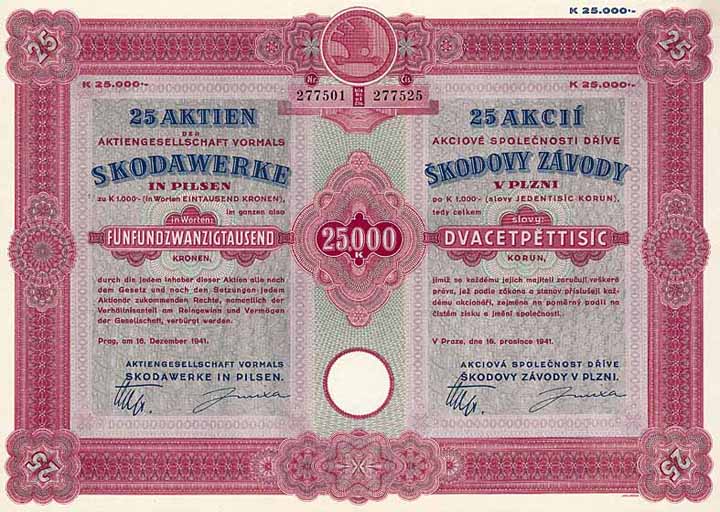 K 25.000·-
25
25
K 25.000·-
K 25.000·-
Nr.
Čis.
277501
277525
25 AKTIEN
DER
AKTIENGESELLSCHAFT VORMALS
SKODAWERKE
IN PILSEN
zu K 1.000·- (in Worten EINTAUSEND KRONEN),
im ganzen also
in Worten:
FÜNFUNDZWANZIGTAUSEND
KRONEN,
durch die jedem Inhaber dieser Aktien alle nach
dem Gesetz und nach den Satzungen jedem
Aktionär zukommenden Rechte, namentlich der
Verhältnisanteil am Reingewinn und Vermögen
der Gesellschaft, verbürgt werden.
Prag, am 16. Dezember 1941.
AKTIENGESELLSCHAFT VORMALS
SKODAWERKE IN PILSEN.
25.000
K
25 AKCIÍ
AKCIOVÉ SPOLEČNOSTI DŘÍVE
ŠKODOVY ZÁVODY
V PLZNI
po K 1.000·- (slovy JEDENTISÍC KORUN),
tedy celkem
slovy:
DVACETPĚTTISÍC
KORUN,
jimiž se každému jejich majiteli zaručují veškerá
práva, jež podle zákona a stanov příslušejí kaž-
dému akcionáři, zejména na poměrný podíl na
čistém zisku a jmění společnosti.
V Praze, dne 16. prosince 1941.
AKCIOVÁ SPOLEČNOST DŘÍVE
ŠKODOVY ZÁVODY V PLZNI.
25
25